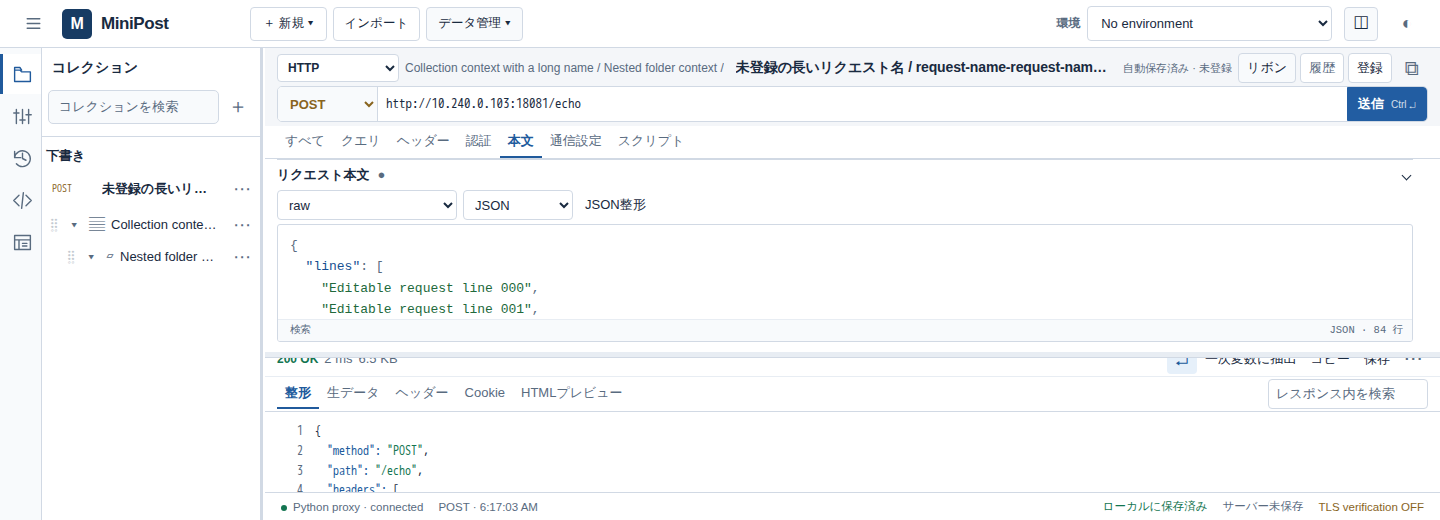 M MiniPost ＋ 新規 ▾ インポート データ管理 ▾ 環境 No environment
コレクション
コレクションを検索 ＋
下書き
POST 未登録の長いリ… ···
Collection conte… ···
Nested folder … ···
HTTP Collection context with a long name / Nested folder context / 未登録の長いリクエスト名 / request-name-request-nam… 自動保存済み · 未登録 リボン 履歴 登録
POST http://10.240.0.103:18081/echo 送信 Ctrl ⏎
すべて クエリ ヘッダー 認証 本文 通信設定 スクリプト
リクエスト本文 ●
raw JSON JSON整形
{
"lines": [
"Editable request line 000",
"Editable request line 001",
検索 JSON · 84 行
200 OK 2 ms 6.5 KB 一次変数に抽出 コピー 保存 ···
整形 生データ ヘッダー Cookie HTMLプレビュー レスポンス内を検索
1 {
2 "method": "POST",
3 "path": "/echo",
4 "headers": [
Python proxy · connected POST · 6:17:03 AM ローカルに保存済み サーバー未保存 TLS verification OFF